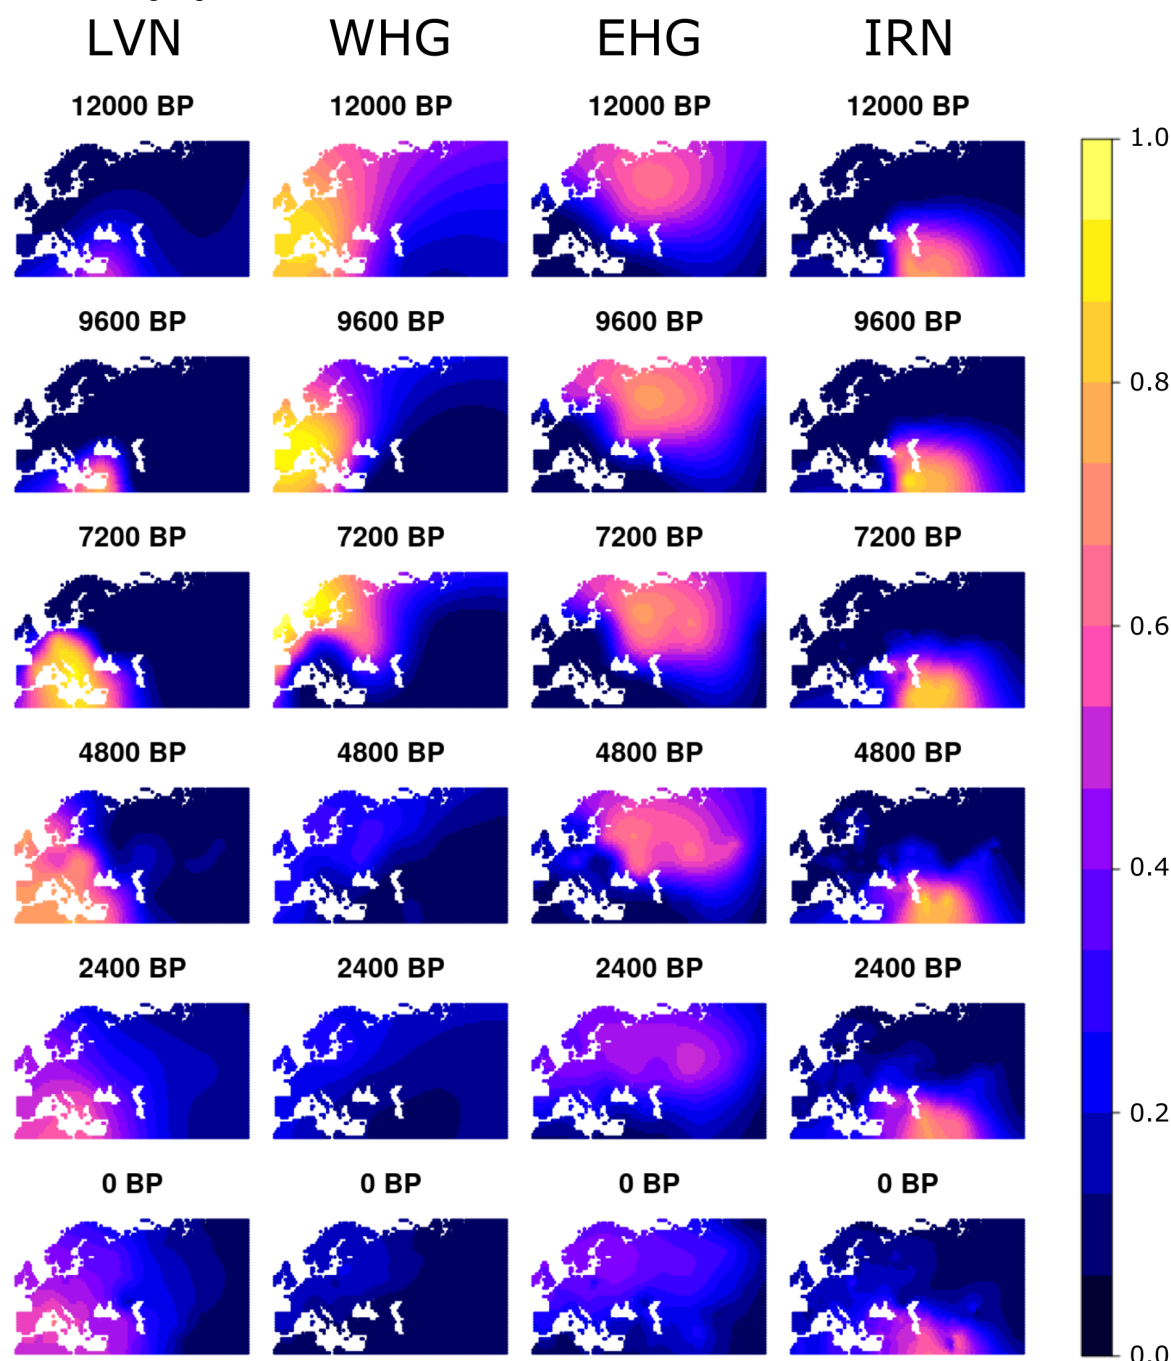 LVN WHG EHG IRN
12000 BP 12000 BP 12000 BP 12000 BP
1.0
9600 BP 9600 BP 9600 BP 9600 BP
0.8
7200 BP 7200 BP 7200 BP 7200 BP
0.6
4800 BP 4800 BP 4800 BP 4800 BP
0.4
2400 BP 2400 BP 2400 BP 2400 BP
0.2
0 BP 0 BP 0 BP 0 BP
0.0